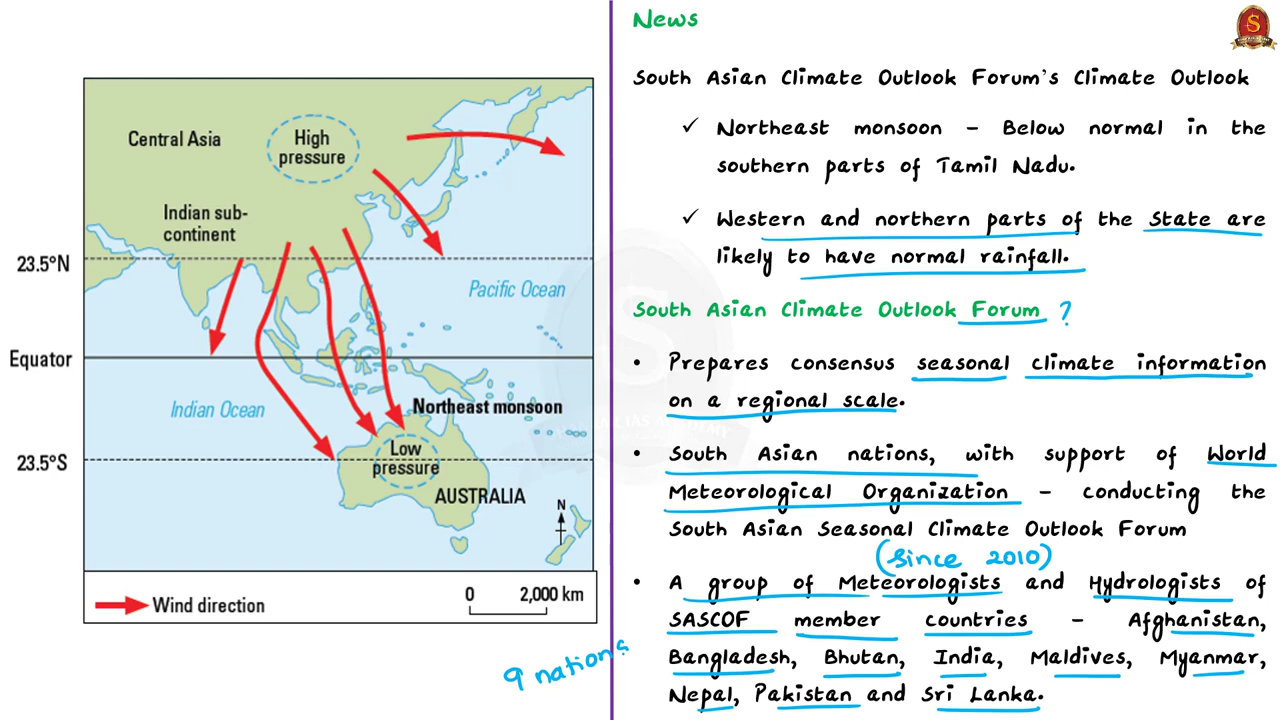 Central Asia
High
pressure
Indian sub-
continent
23.5°N
Pacific Ocean
Equator
Indian Ocean
Northeast monsoon
Low
pressure
23.5°S
AUSTRALIA
N
Wind direction
0 2,000 km
9 nations
News
South Asian Climate Outlook Forum's Climate Outlook
✓ Northeast monsoon - Below normal in the
southern parts of Tamil Nadu.
✓ Western and northern parts of the State are
likely to have normal rainfall.
South Asian Climate Outlook Forum ?
• Prepares consensus seasonal climate information
on a regional scale.
• South Asian nations, with support of World
Meteorological Organization - conducting the
South Asian Seasonal Climate Outlook Forum
(since 2010)
• A group of Meteorologists and Hydrologists of
SASCOF member countries - Afghanistan,
Bangladesh, Bhutan, India, Maldives, Myanmar,
Nepal, Pakistan and Sri Lanka.